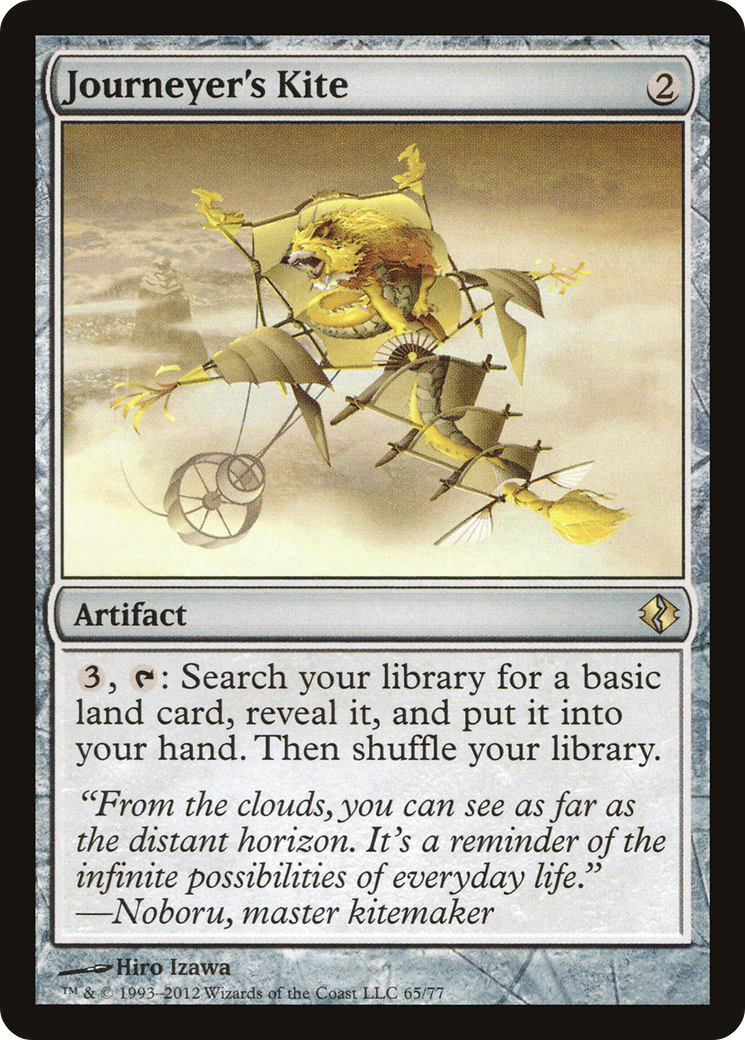 Journeyer's Kite 2
Artifact
3, : Search your library for a basic
land card, reveal it, and put it into
your hand. Then shuffle your library.
“From the clouds, you can see as far as
the distant horizon. It's a reminder of the
infinite possibilities of everyday life.”
—Noboru, master kitemaker
Hiro Izawa
™ & © 1993–2012 Wizards of the Coast LLC 65/77